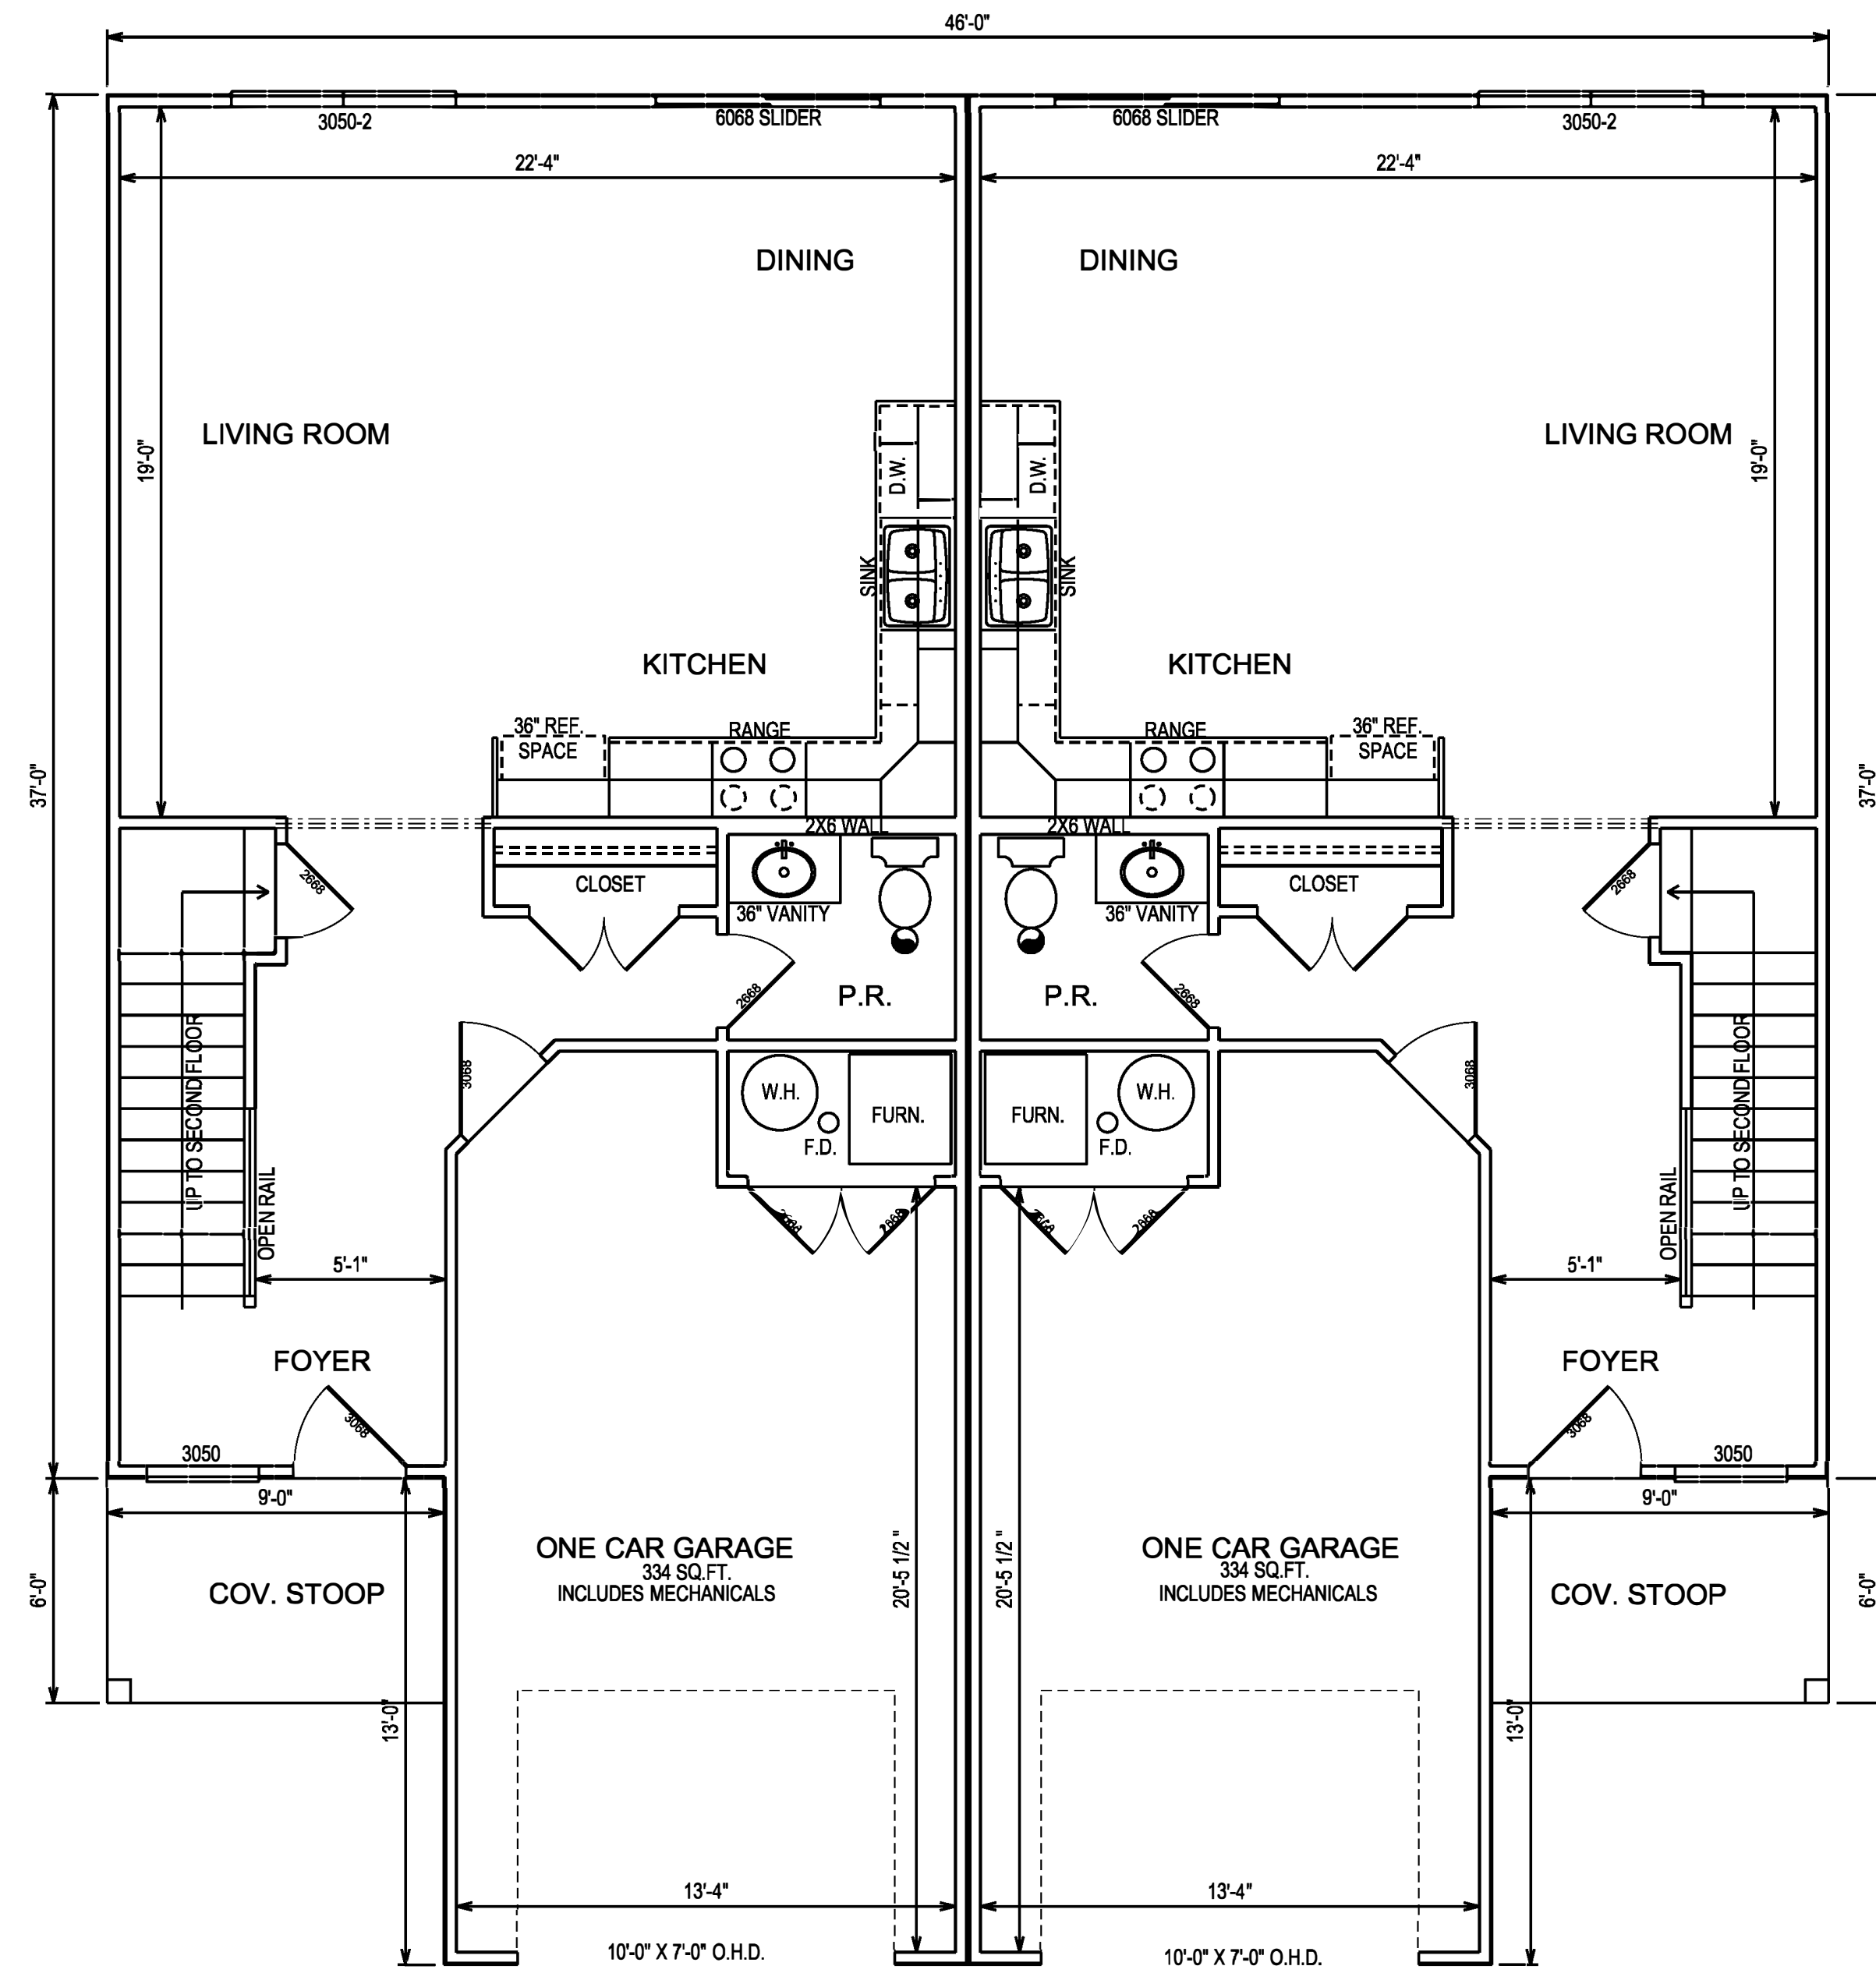 46'-0"
3050-2
6068 SLIDER
6068 SLIDER
3050-2
22'-4"
22'-4"
DINING
DINING
LIVING ROOM
LIVING ROOM
19'-0"
19'-0"
D.W.
D.W.
SINK
SINK
KITCHEN
KITCHEN
36" REF.
SPACE
RANGE
RANGE
36" REF.
SPACE
37'-0"
37'-0"
2X6 WALL
2X6 WALL
2668
CLOSET
36" VANITY
36" VANITY
CLOSET
2668
2668
P.R.
P.R.
2668
UP TO SECOND FLOOR
3068
W.H.
FURN.
F.D.
FURN.
W.H.
F.D.
3068
UP TO SECOND FLOOR
OPEN RAIL
2668
2668
2668
2668
OPEN RAIL
5'-1"
5'-1"
FOYER
FOYER
3068
3068
3050
3050
9'-0"
9'-0"
ONE CAR GARAGE
334 SQ.FT.
INCLUDES MECHANICALS
20'-5 1/2 "
20'-5 1/2 "
ONE CAR GARAGE
334 SQ.FT.
INCLUDES MECHANICALS
6'-0"
COV. STOOP
COV. STOOP
6'-0"
13'-0"
13'-0"
13'-4"
13'-4"
10'-0" X 7'-0" O.H.D.
10'-0" X 7'-0" O.H.D.